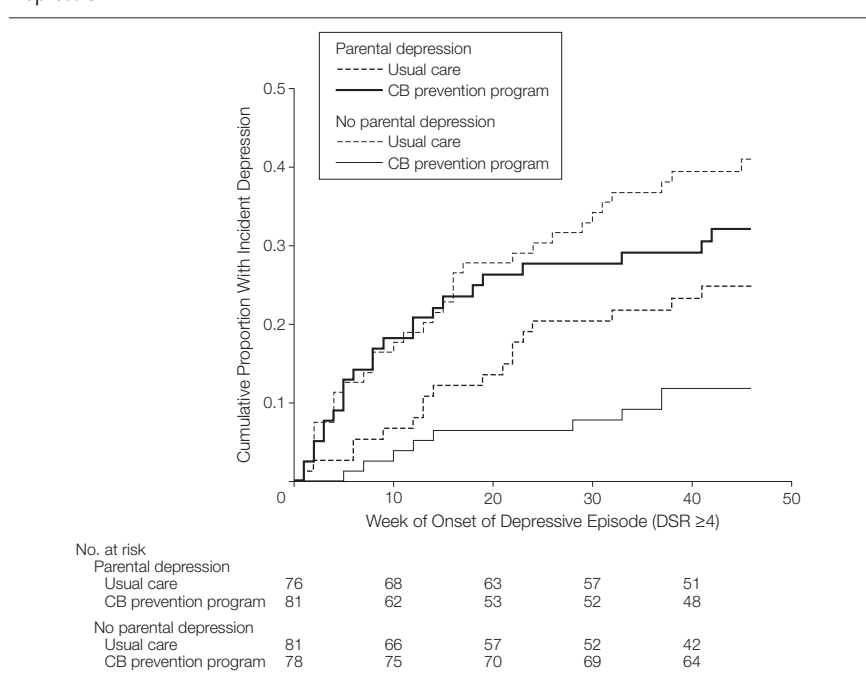 Parental depression
Usual care
CB prevention program
No parental depression
Usual care
CB prevention program
0.5
0.4
0.3
0.2
0.1
Cumulative Proportion With Incident Depression
0 10 20 30 40 50
Week of Onset of Depressive Episode (DSR ≥4)
No. at risk
Parental depression
Usual care 76 68 63 57 51
CB prevention program 81 62 53 52 48
No parental depression
Usual care 81 66 57 52 42
CB prevention program 78 75 70 69 64